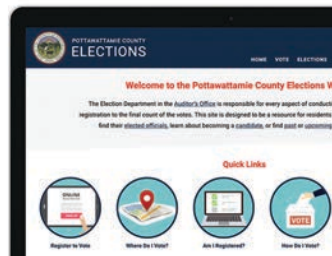 POTTAWATTAMIE COUNTY
ELECTIONS
HOME VOTE ELECTIONS
Welcome to the Pottawattamie County Elections W
The Election Department in the Auditor's Office is responsible for every aspect of conducti
registration to the final count of the votes. This site is designed to be a resource for residents
find their elected officials, learn about becoming a candidate, or find past or upcoming
Quick Links
ONLINE
VOTE
Register to Vote Where Do I Vote? Am I Registered? How Do I Vote?